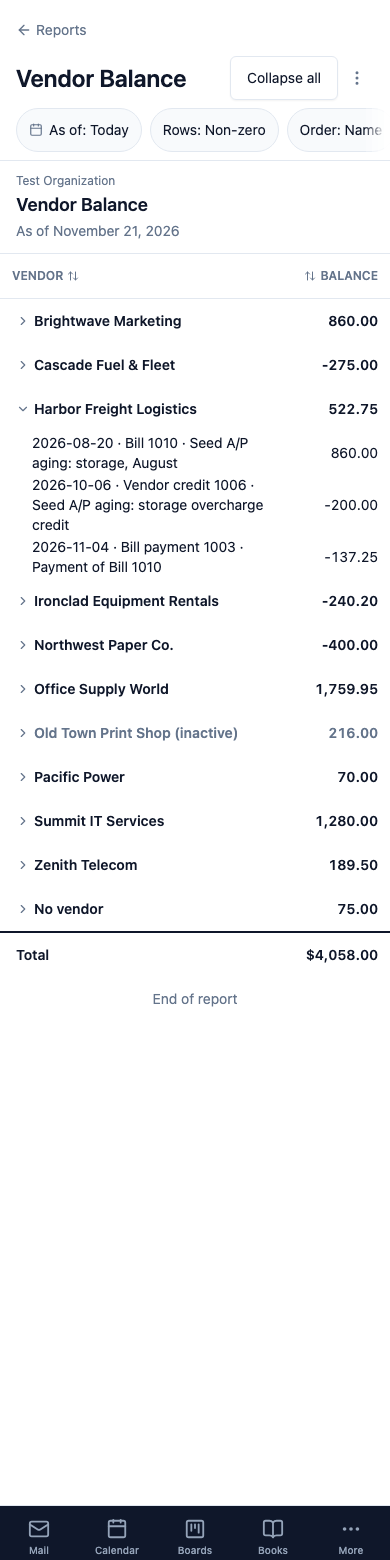 Reports
Vendor Balance
Collapse all
As of: Today
Rows: Non-zero
Order: Name
Test Organization
Vendor Balance
As of November 21, 2026
VENDOR
BALANCE
Brightwave Marketing 860.00
Cascade Fuel & Fleet -275.00
Harbor Freight Logistics 522.75
2026-08-20 · Bill 1010 · Seed A/P
aging: storage, August
860.00
2026-10-06 · Vendor credit 1006 ·
Seed A/P aging: storage overcharge
credit
-200.00
2026-11-04 · Bill payment 1003 ·
Payment of Bill 1010
-137.25
Ironclad Equipment Rentals -240.20
Northwest Paper Co. -400.00
Office Supply World 1,759.95
Old Town Print Shop (inactive) 216.00
Pacific Power 70.00
Summit IT Services 1,280.00
Zenith Telecom 189.50
No vendor 75.00
Total $4,058.00
End of report
Mail
Calendar
Boards
Books
More